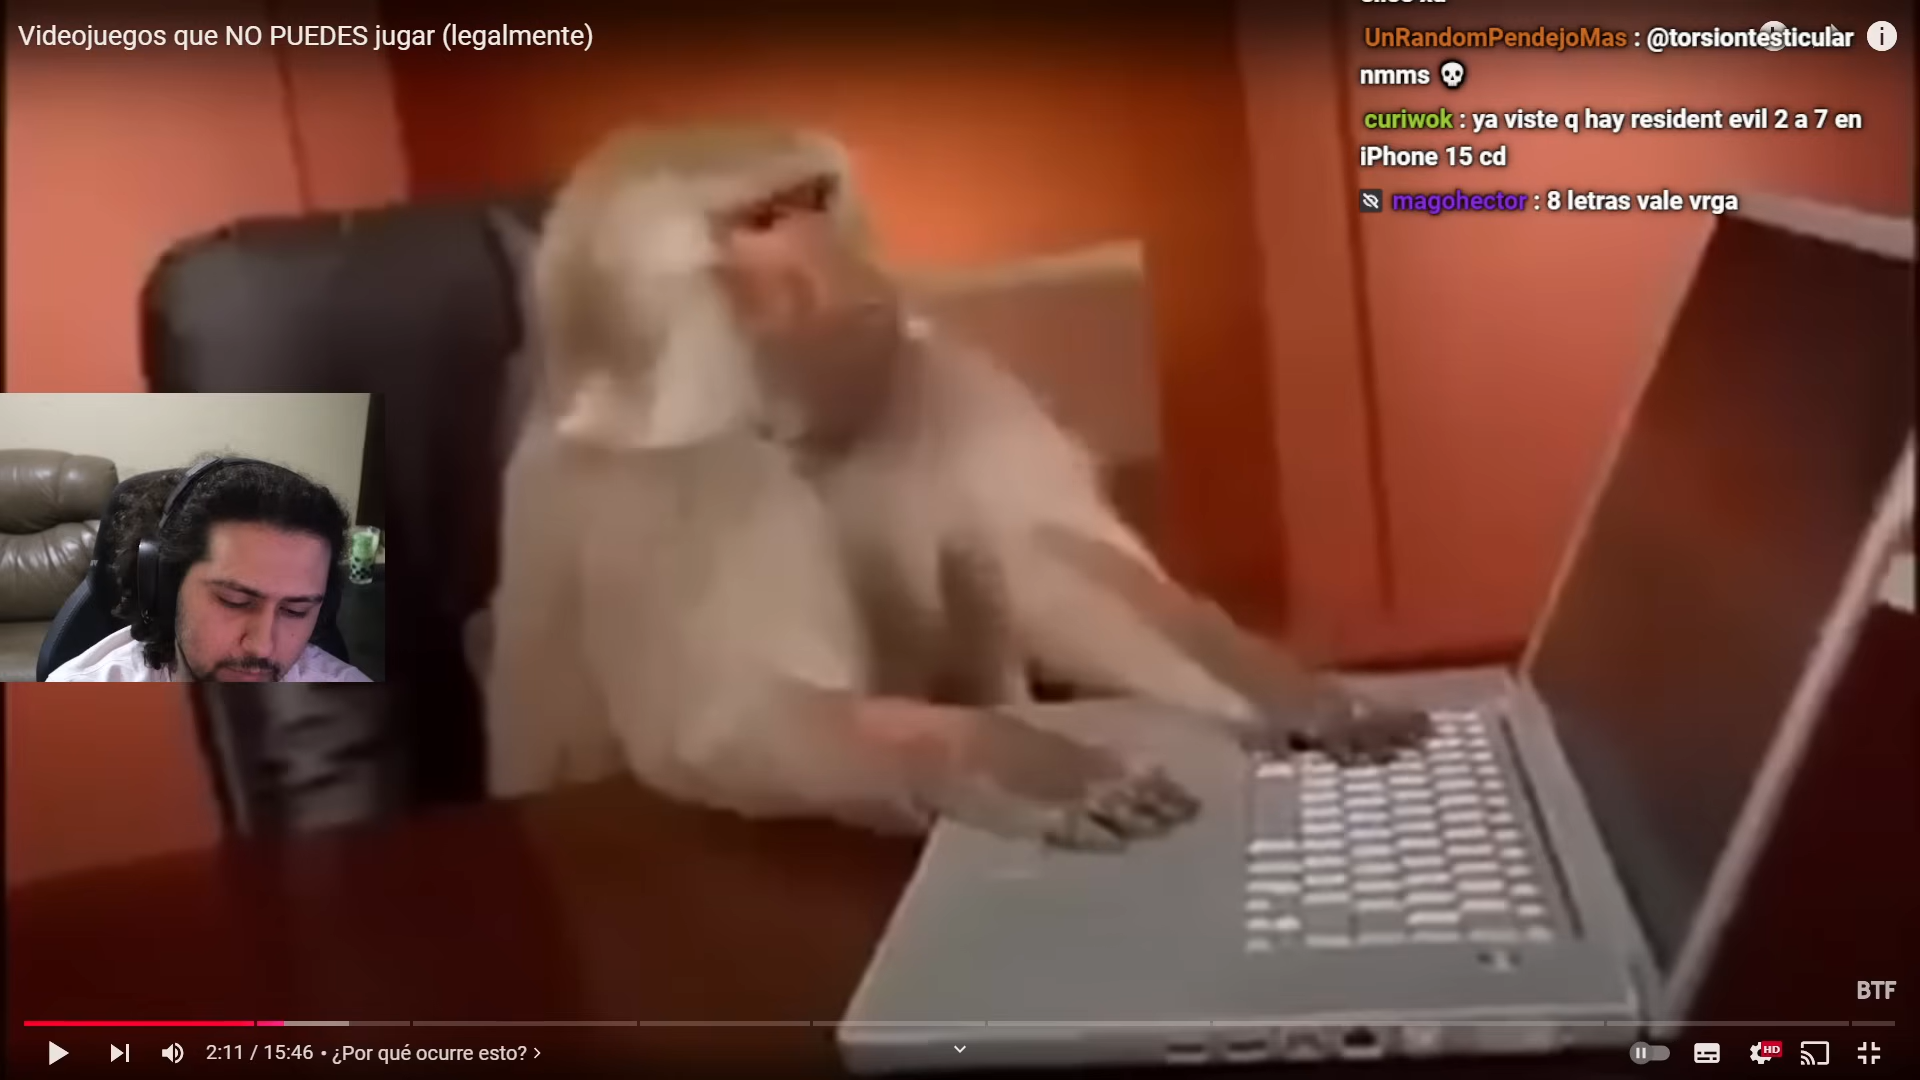 Videojuegos que NO PUEDES jugar (legalmente)
UnRandomPendejoMas : @torsiontesticular
nmms 💀
curiwok : ya viste q hay resident evil 2 a 7 en
iPhone 15 cd
magohector : 8 letras vale vrga
BTF
2:11 / 15:46 • ¿Por qué ocurre esto? >
HD